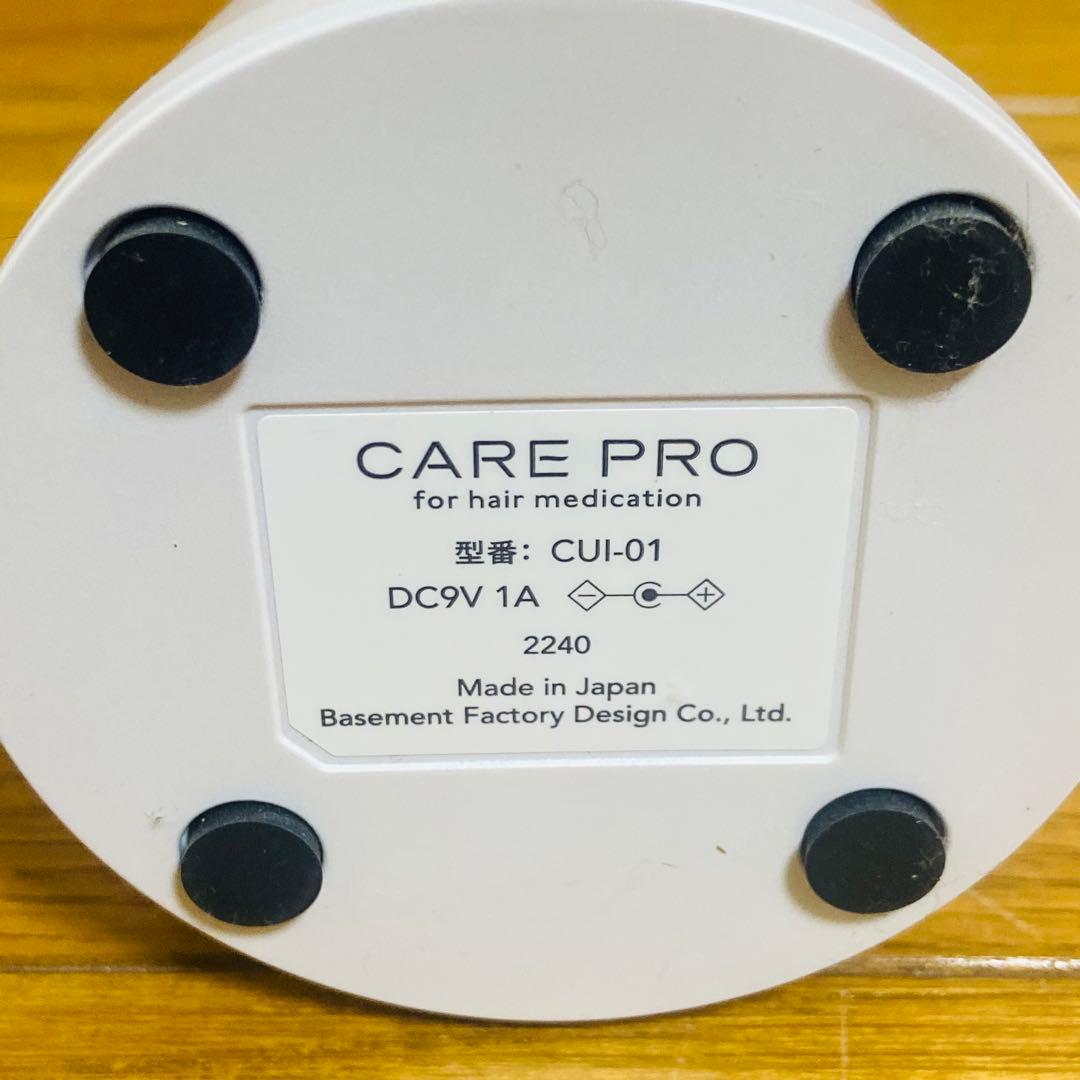 CARE PRO
for hair medication
型番: CUI-01
DC9V 1A
2240
Made in Japan
Basement Factory Design Co., Ltd.